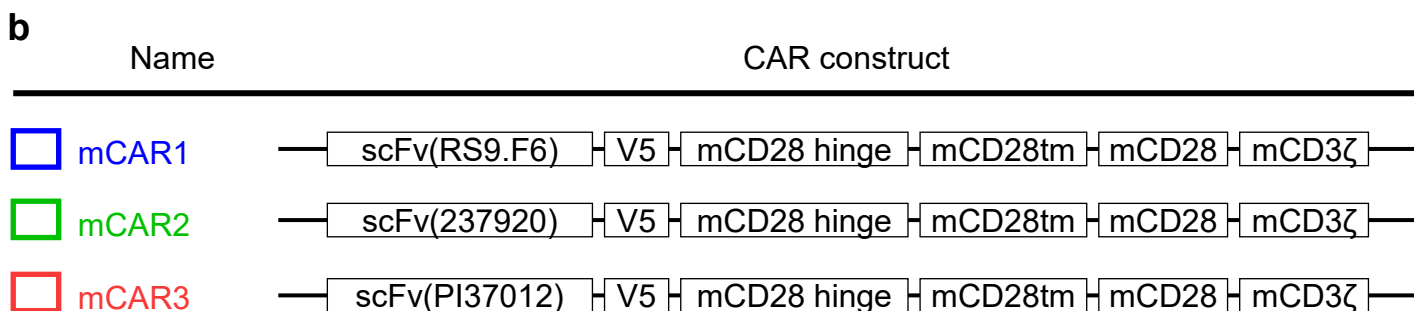 b
Name CAR construct
mCAR1 scFv(RS9.F6) V5 mCD28 hinge mCD28tm mCD28 mCD3ζ
mCAR2 scFv(237920) V5 mCD28 hinge mCD28tm mCD28 mCD3ζ
mCAR3 scFv(PI37012) V5 mCD28 hinge mCD28tm mCD28 mCD3ζ